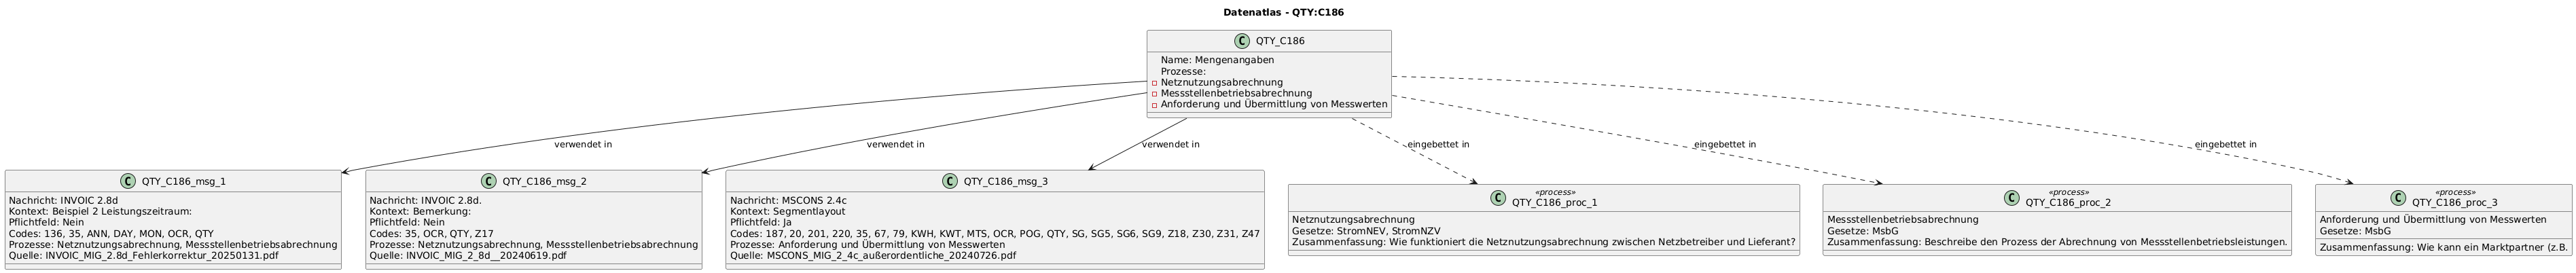 Datenatlas - QTY:C186
C QTY_C186
Name: Mengenangaben
Prozesse:
Netznutzungsabrechnung
Messstellenbetriebsabrechnung
Anforderung und Übermittlung von Messwerten
verwendet in
verwendet in
verwendet in
eingebettet in
eingebettet in
eingebettet in
C QTY_C186_msg_1
Nachricht: INVOIC 2.8d
Kontext: Beispiel 2 Leistungszeitraum:
Pflichtfeld: Nein
Codes: 136, 35, ANN, DAY, MON, OCR, QTY
Prozesse: Netznutzungsabrechnung, Messstellenbetriebsabrechnung
Quelle: INVOIC_MIG_2.8d_Fehlerkorrektur_20250131.pdf
C QTY_C186_msg_2
Nachricht: INVOIC 2.8d.
Kontext: Bemerkung:
Pflichtfeld: Nein
Codes: 35, OCR, QTY, Z17
Prozesse: Netznutzungsabrechnung, Messstellenbetriebsabrechnung
Quelle: INVOIC_MIG_2_8d__20240619.pdf
C QTY_C186_msg_3
Nachricht: MSCONS 2.4c
Kontext: Segmentlayout
Pflichtfeld: Ja
Codes: 187, 20, 201, 220, 35, 67, 79, KWH, KWT, MTS, OCR, POG, QTY, SG, SG5, SG6, SG9, Z18, Z30, Z31, Z47
Prozesse: Anforderung und Übermittlung von Messwerten
Quelle: MSCONS_MIG_2_4c_außerordentliche_20240726.pdf
C «process»
QTY_C186_proc_1
Netznutzungsabrechnung
Gesetze: StromNEV, StromNZV
Zusammenfassung: Wie funktioniert die Netznutzungsabrechnung zwischen Netzbetreiber und Lieferant?
C «process»
QTY_C186_proc_2
Messstellenbetriebsabrechnung
Gesetze: MsbG
Zusammenfassung: Beschreibe den Prozess der Abrechnung von Messstellenbetriebsleistungen.
C «process»
QTY_C186_proc_3
Anforderung und Übermittlung von Messwerten
Gesetze: MsbG
Zusammenfassung: Wie kann ein Marktpartner (z.B.